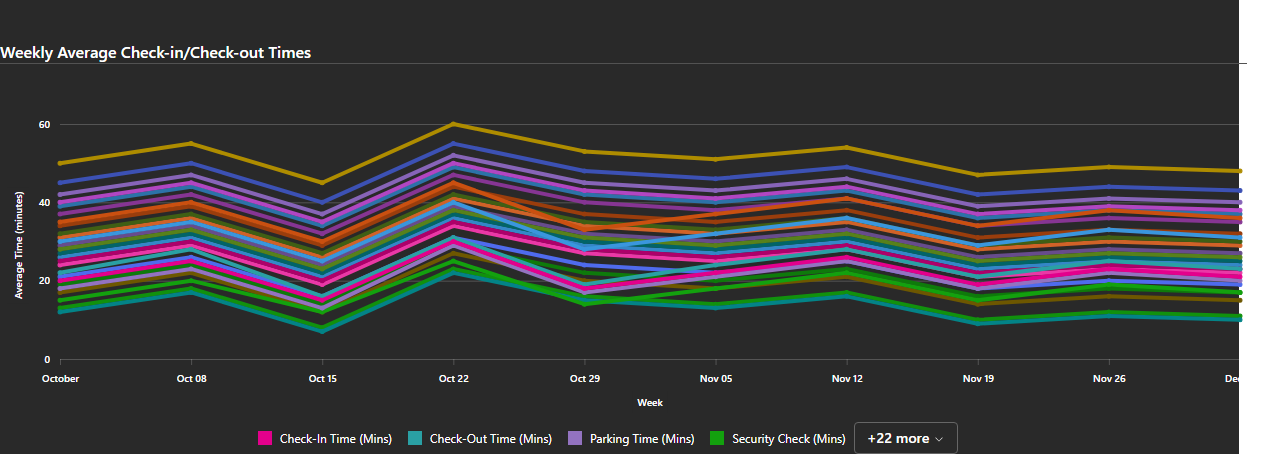 Weekly Average Check-in/Check-out Times
60
40
20
0
Average Time (minutes)
October Oct 08 Oct 15 Oct 22 Oct 29 Nov 05 Nov 12 Nov 19 Nov 26 Dec
Week
Check-In Time (Mins) Check-Out Time (Mins) Parking Time (Mins) Security Check (Mins) +22 more